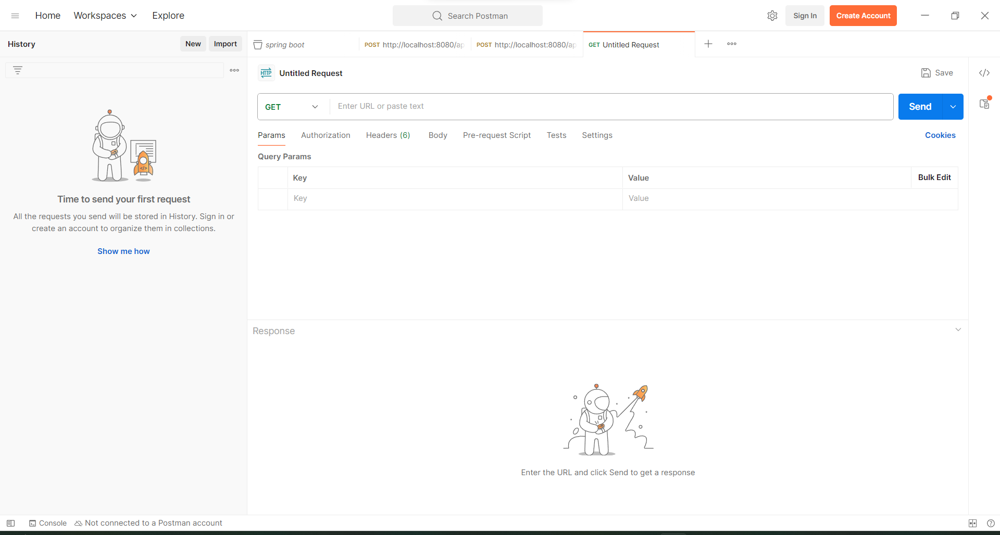 Home Workspaces Explore Search Postman Sign In Create Account
History New Import
spring boot POST http://localhost:8080/ap POST http://localhost:8080/ap GET Untitled Request
HTTP Untitled Request Save
GET Enter URL or paste text Send
Params Authorization Headers (6) Body Pre-request Script Tests Settings Cookies
Query Params
Key Value Bulk Edit
Key Value
Time to send your first request
All the requests you send will be stored in History. Sign in or
create an account to organize them in collections.
Show me how
Response
Enter the URL and click Send to get a response
Console Not connected to a Postman account